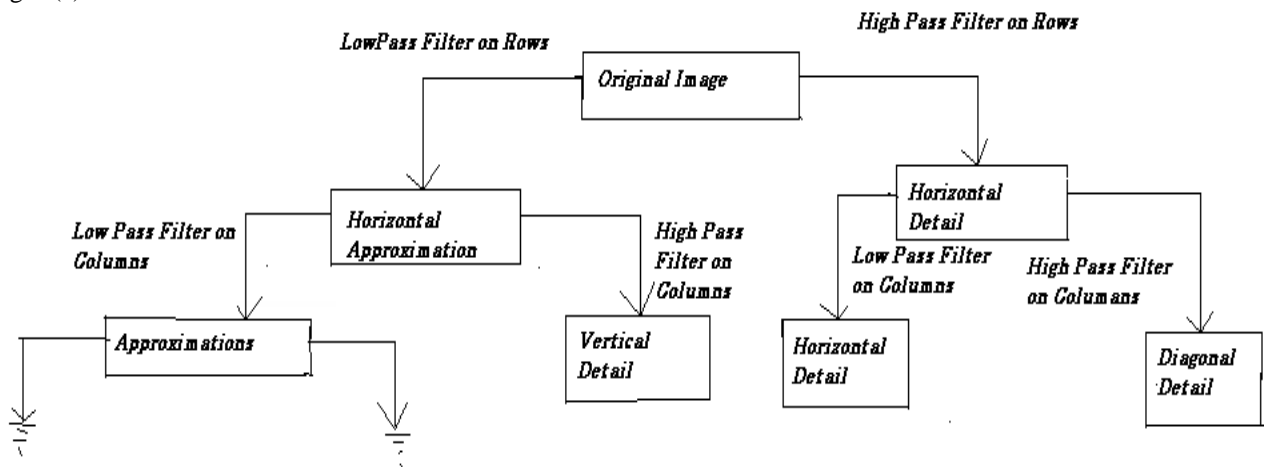 High Pass Filter on Rows
LowPass Filter on Rows
Original Image
Horizontal
Approximation
Horizontal
Detail
Low Pass Filter on
Columns
High Pass
Filter on
Columns
Low Pass Filter
on Columns
High Pass Filter
on Columans
Approximations
Vertical
Detail
Horizontal
Detail
Diagonal
Detail